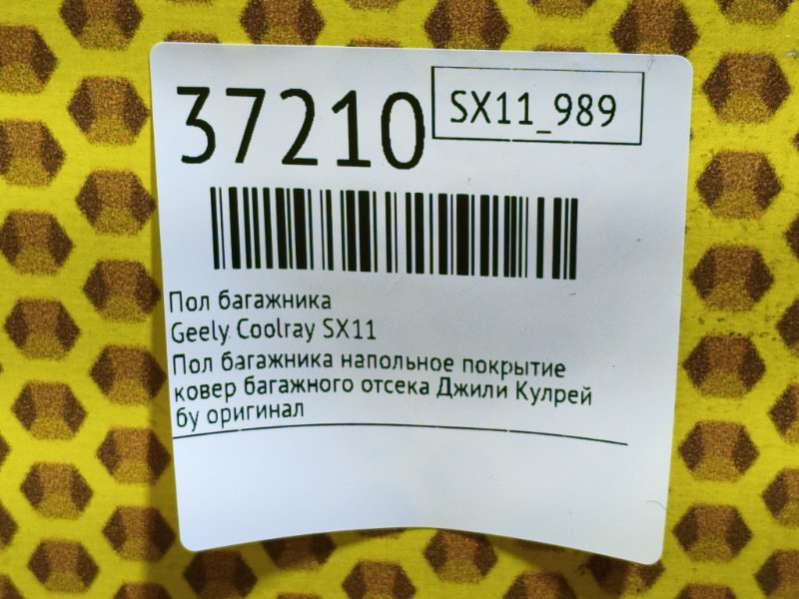 37210
SX11_989
Пол багажника
Geely Coolray SX11
Пол багажника напольное покрытие
ковер багажного отсека Джили Кулрей
бу оригинал